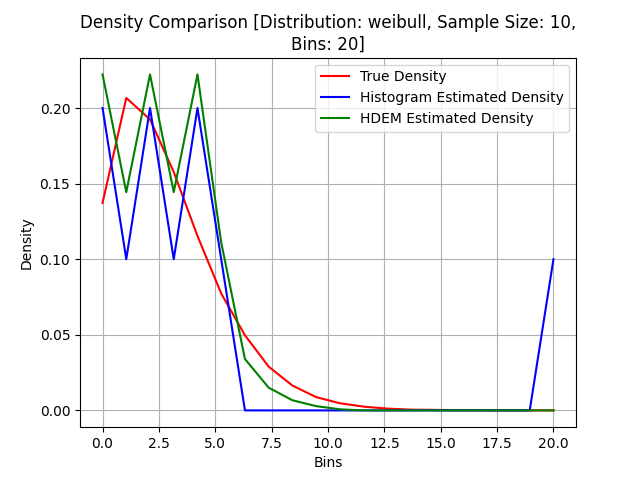 Density Comparison [Distribution: weibull, Sample Size: 10,
Bins: 20]
True Density
Histogram Estimated Density
HDEM Estimated Density
Density
0.20
0.15
0.10
0.05
0.00
0.0 2.5 5.0 7.5 10.0 12.5 15.0 17.5 20.0
Bins